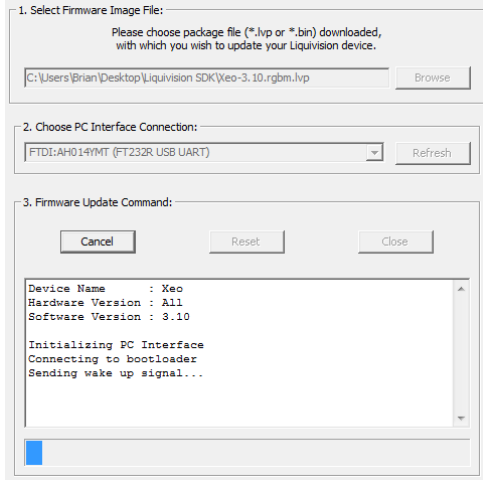 1. Select Firmware Image File:
Please choose package file (*.lvp or *.bin) downloaded,
with which you wish to update your Liquivision device.
C:\Users\Brian\Desktop\Liquivision SDK\Xeo-3.10.rgbm.lvp
Browse
2. Choose PC Interface Connection:
FTDI:AH014YMT (FT232R USB UART)
Refresh
3. Firmware Update Command:
Cancel
Reset
Close
Device Name : Xeo
Hardware Version : All
Software Version : 3.10
Initializing PC Interface
Connecting to bootloader
Sending wake up signal...